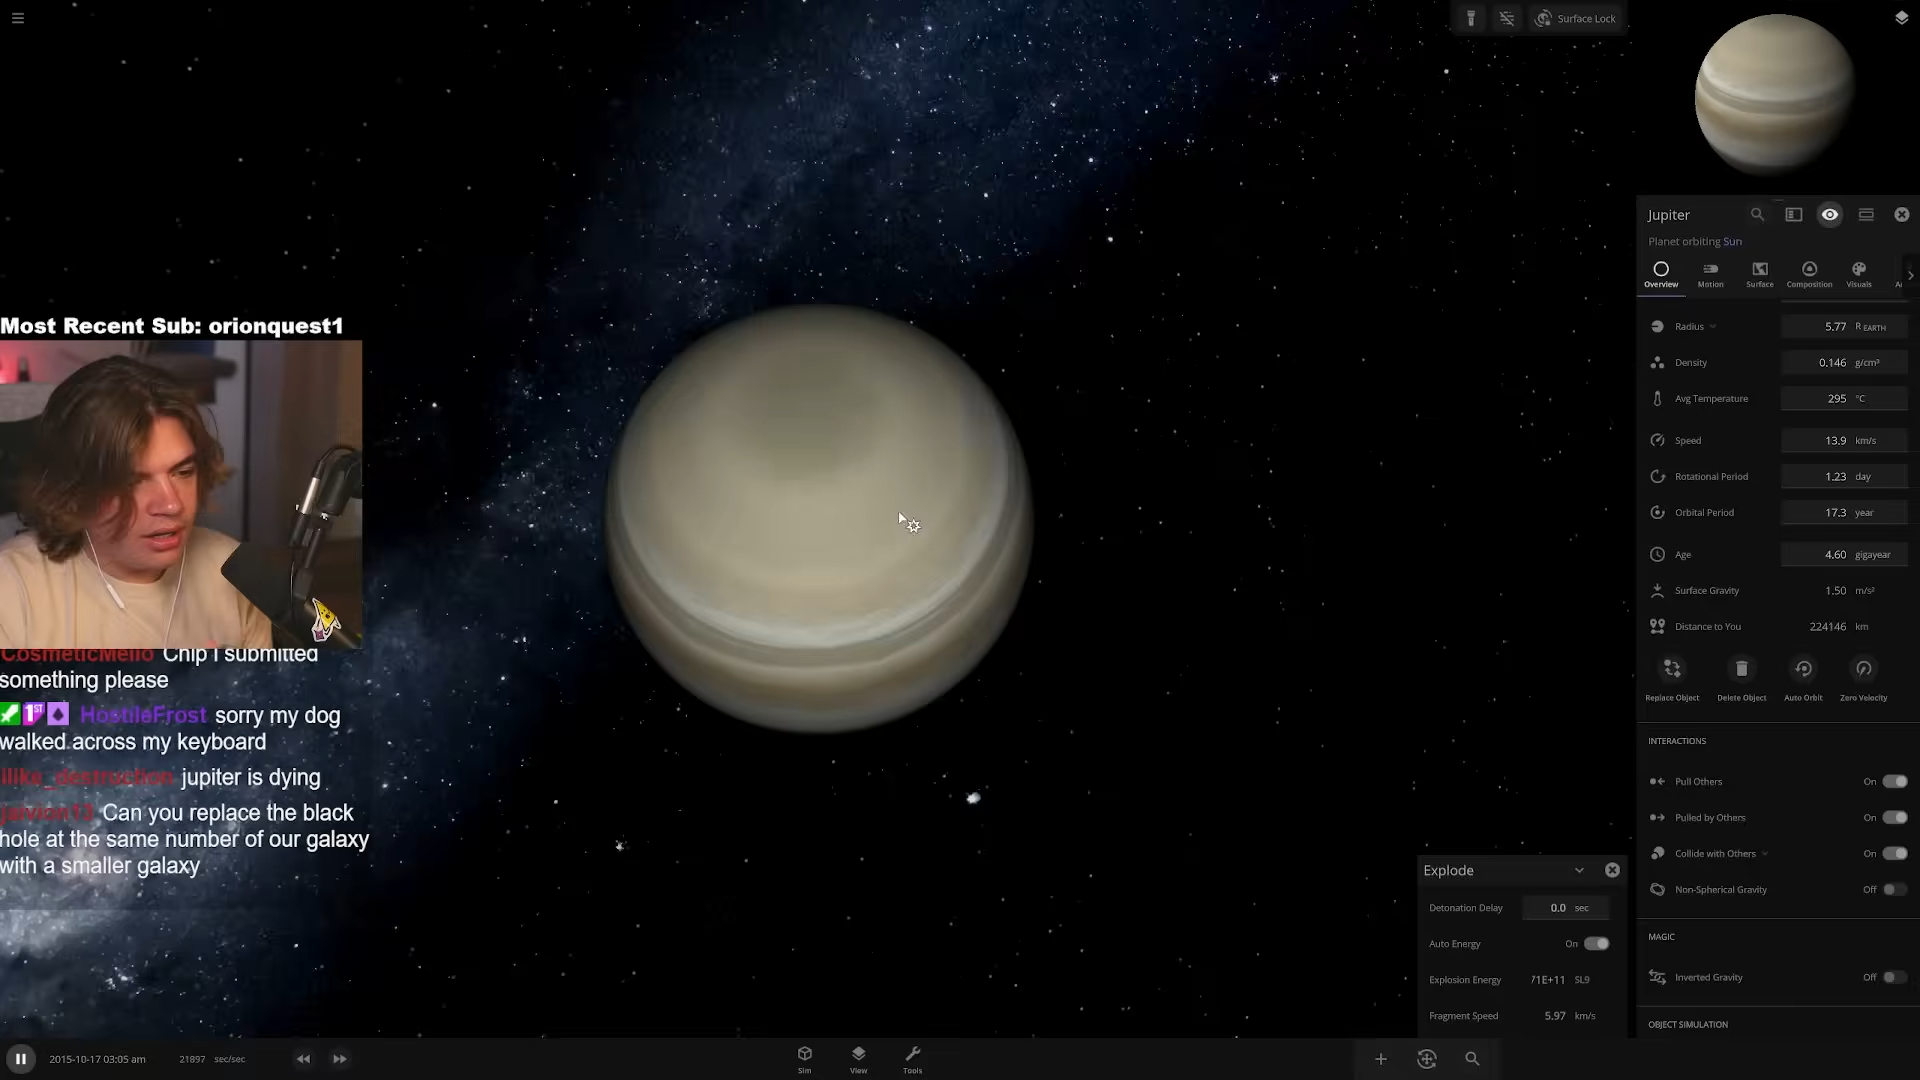 Surface Lock
Jupiter
Planet orbiting Sun
Overview
Motion
Surface
Composition
Visuals
Radius
5.77 R EARTH
Density
0.146 g/cm³
Avg Temperature
295 °C
Speed
13.9 km/s
Rotational Period
1.23 day
Orbital Period
17.3 year
Age
4.60 gigayear
Surface Gravity
1.50 m/s²
Distance to You
224146 km
Replace Object
Delete Object
Auto Orbit
Zero Velocity
INTERACTIONS
Pull Others
On
Pulled by Others
On
Collide with Others
On
Non-Spherical Gravity
Off
MAGIC
Inverted Gravity
Off
OBJECT SIMULATION
Most Recent Sub: orionquest1
CosmeticMello Chip I submitted
something please
1ST HostileFrost sorry my dog
walked across my keyboard
ilike_destruction jupiter is dying
Can you replace the black
hole at the same number of our galaxy
with a smaller galaxy
Explode
Detonation Delay
0.0 sec
Auto Energy
On
Explosion Energy
71E+11 SL9
Fragment Speed
5.97 km/s
2015-10-17 03:05 am
21897 sec/sec
Sim
View
Tools